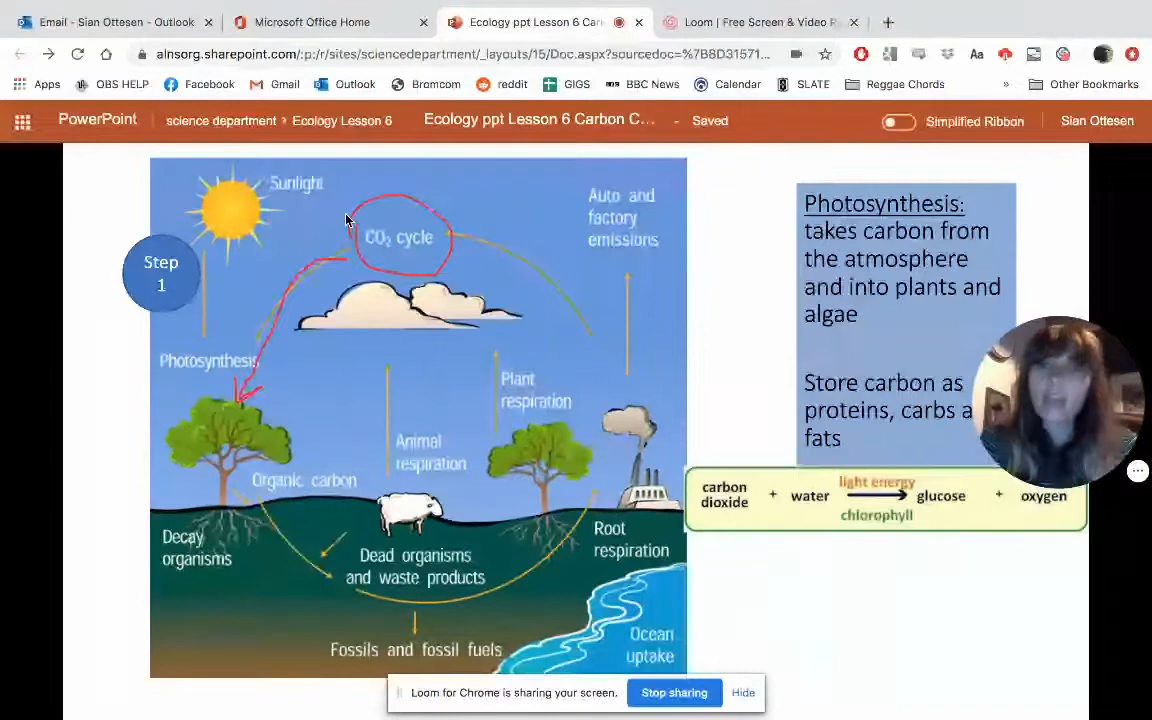 Email - Sian Ottesen - Outlook
Microsoft Office Home
Ecology ppt Lesson 6 Carbon Cy
Loom | Free Screen & Video R
alnsorg.sharepoint.com/:p:/r/sites/sciencedepartment/_layouts/15/Doc.aspx?sourcedoc=%7B8D31571...
Apps
OBS HELP
Facebook
Gmail
Outlook
Bromcom
reddit
GIGS
BBC News
Calendar
SLATE
Reggae Chords
»
Other Bookmarks
PowerPoint
science department › Ecology Lesson 6
Ecology ppt Lesson 6 Carbon C... - Saved
Simplified Ribbon
Sian Ottesen
Sunlight
CO₂ cycle
Auto and
factory
emissions
Step
1
Photosynthesis
Plant
respiration
Animal
respiration
Organic carbon
Decay
organisms
Dead organisms
and waste products
Root
respiration
Fossils and fossil fuels
Ocean
uptake
Photosynthesis:
takes carbon from
the atmosphere
and into plants and
algae
Store carbon as
proteins, carbs a
fats
carbon
dioxide
+ water
light energy
chlorophyll
glucose + oxygen
Loom for Chrome is sharing your screen.
Stop sharing
Hide